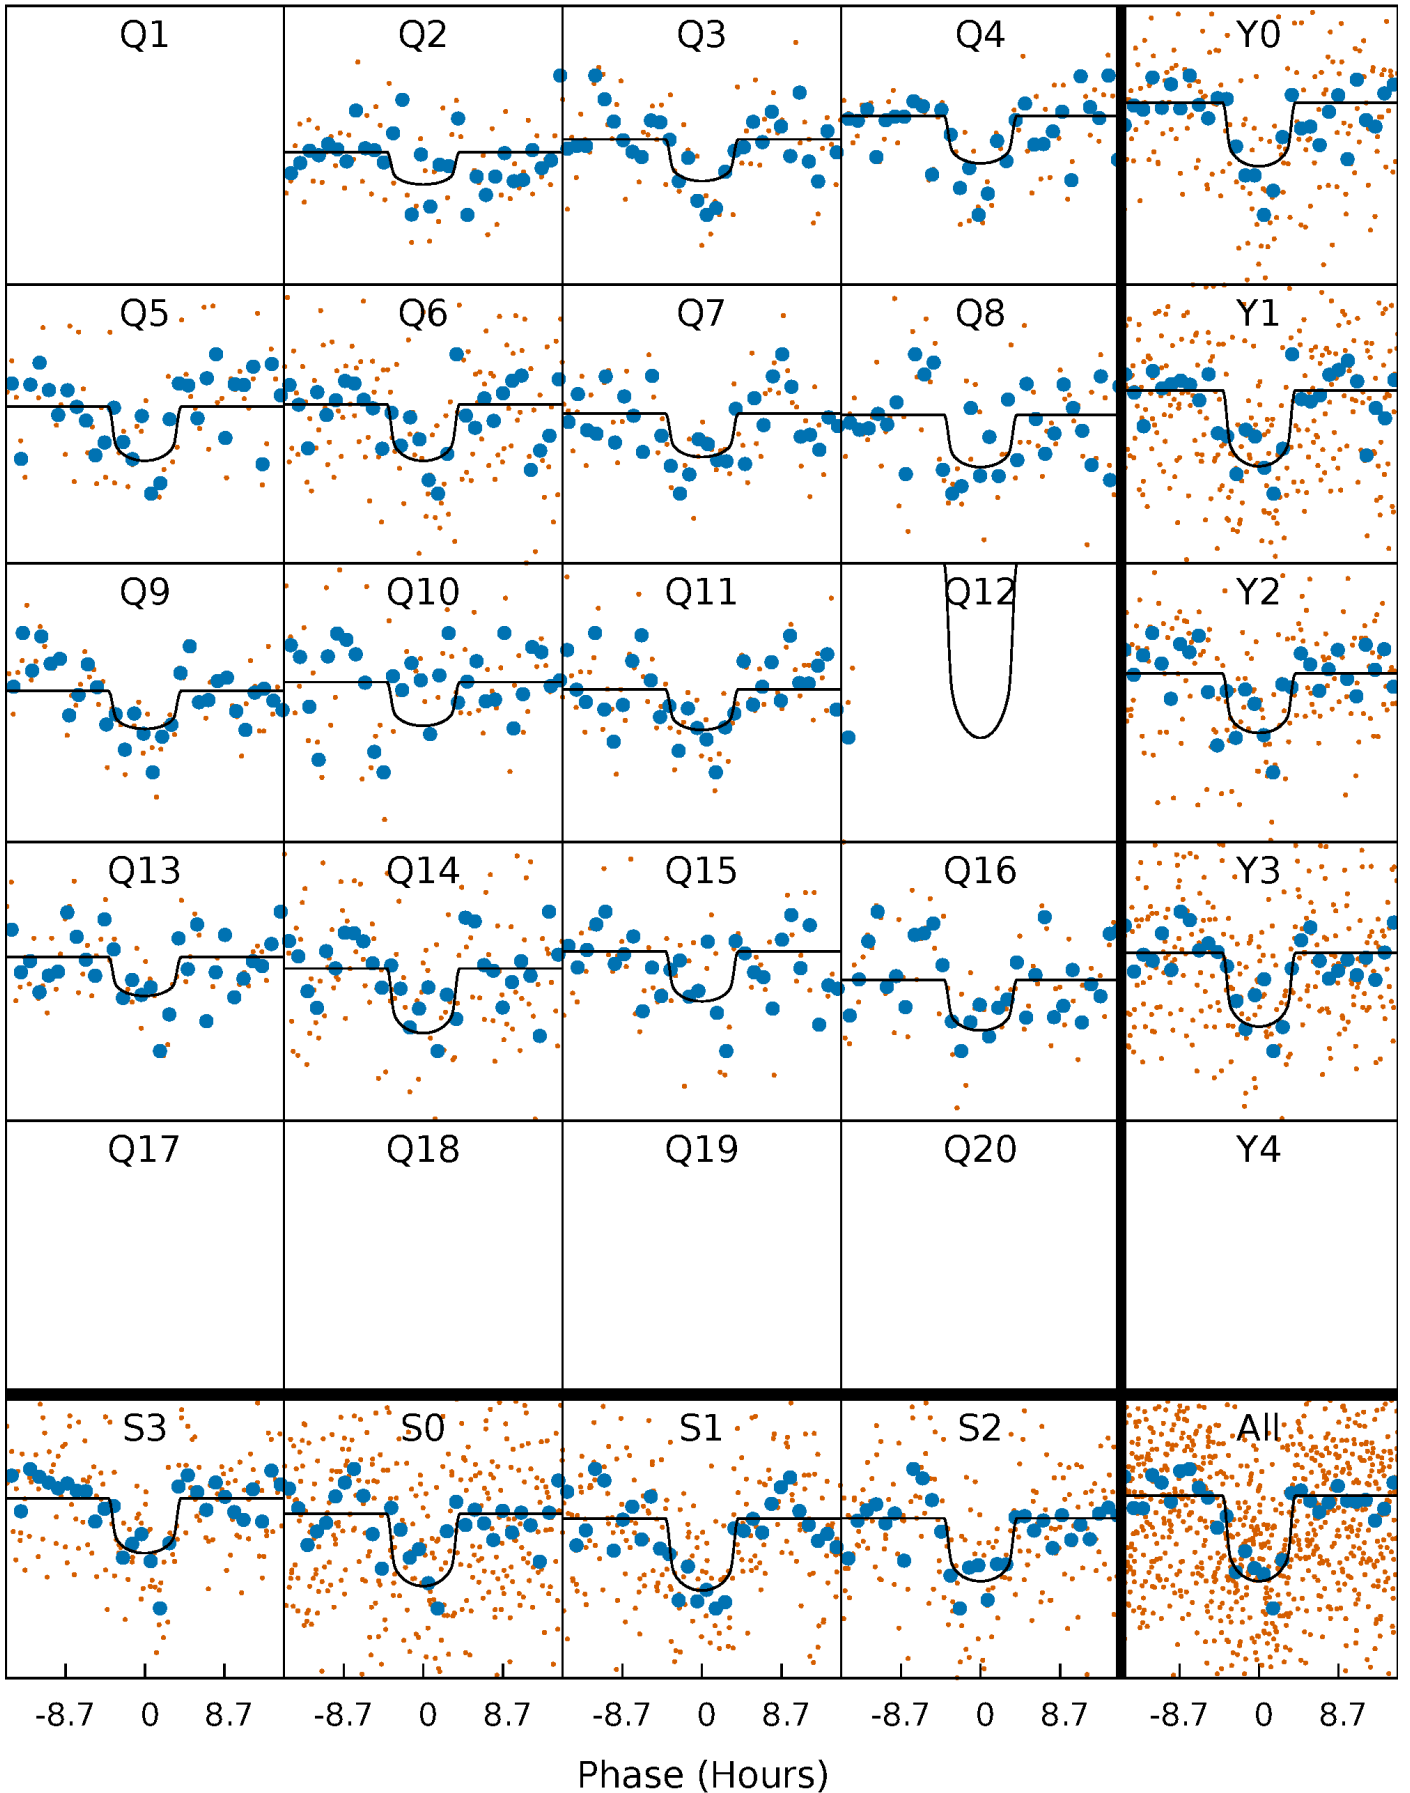 Q1 Q2 Q3 Q4 Y0
Q5 Q6 Q7 Q8 Y1
Q9 Q10 Q11 Q12 Y2
Q13 Q14 Q15 Q16 Y3
Q17 Q18 Q19 Q20 Y4
S3 S0 S1 S2 All
-8.7 0 8.7 -8.7 0 8.7 -8.7 0 8.7 -8.7 0 8.7 -8.7 0 8.7
Phase (Hours)